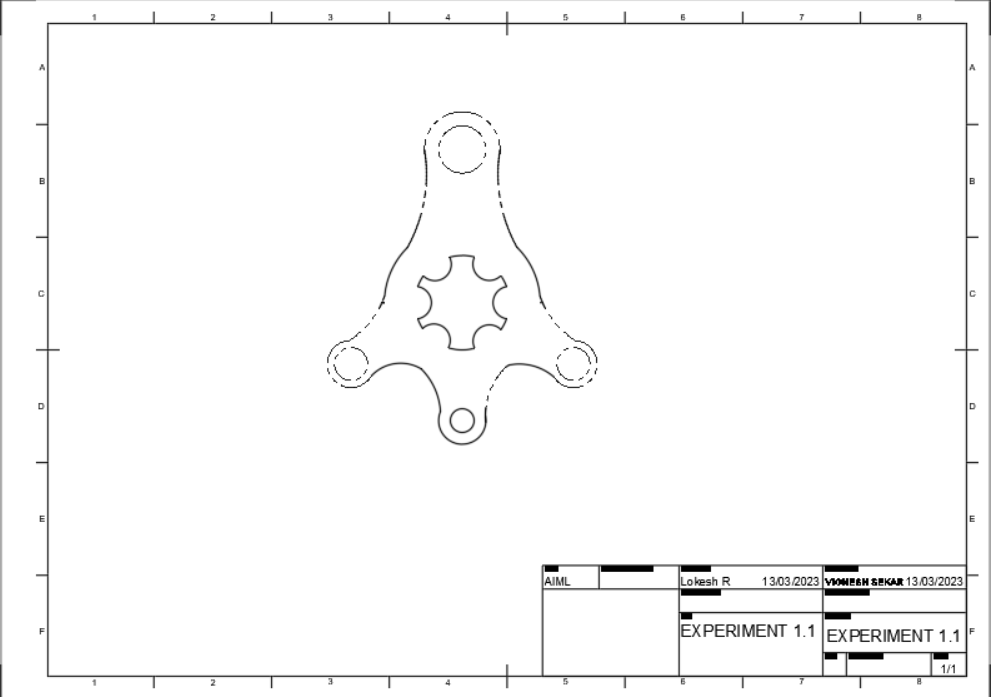 1 2 3 4 5 6 7 8
A A
B B
C C
D D
E E
AIML Lokesh R 13/03/2023 VIGNESH SEKAR 13/03/2023
F EXPERIMENT 1.1 EXPERIMENT 1.1 F
1/1
1 2 3 4 5 6 7 8